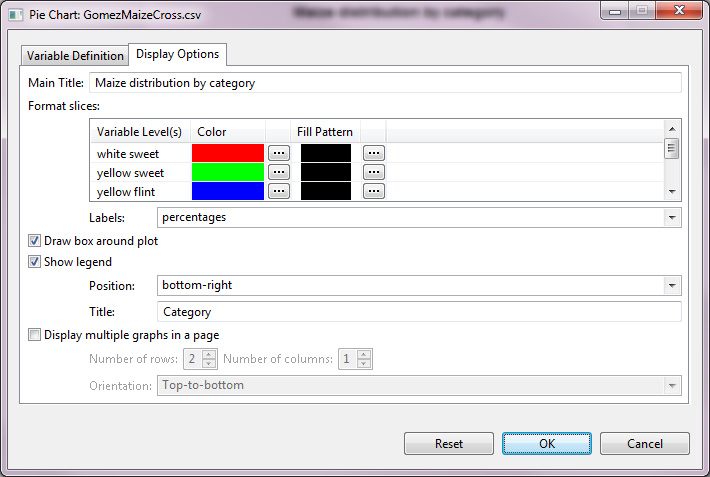 Pie Chart: GomezMaizeCross.csv
Maize distribution by category
Variable Definition Display Options
Main Title: Maize distribution by category
Format slices:
Variable Level(s) Color Fill Pattern
white sweet ... ...
yellow sweet ... ...
yellow flint ... ...
Labels: percentages
Draw box around plot
Show legend
Position: bottom-right
Title: Category
Display multiple graphs in a page
Number of rows: 2 Number of columns: 1
Orientation: Top-to-bottom
Reset OK Cancel